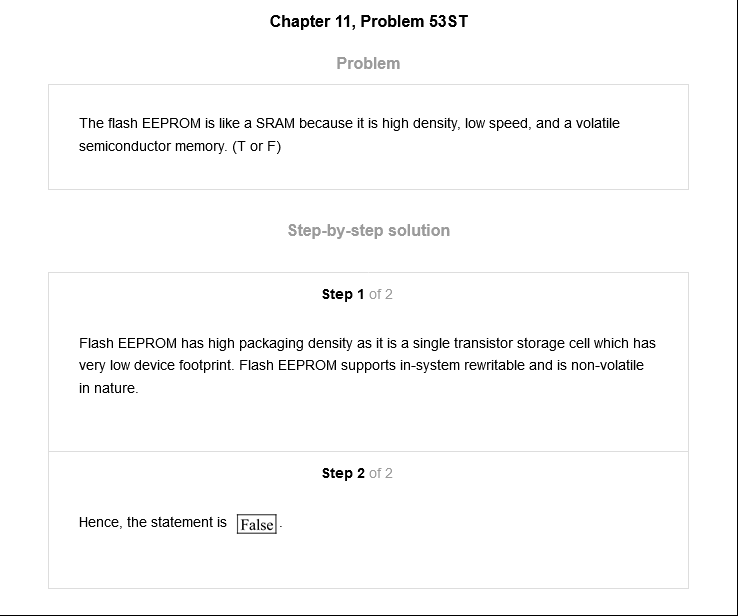 Chapter 11, Problem 53ST
Problem
The flash EEPROM is like a SRAM because it is high density, low speed, and a volatile
semiconductor memory. (T or F)
Step-by-step solution
Step 1 of 2
Flash EEPROM has high packaging density as it is a single transistor storage cell which has
very low device footprint. Flash EEPROM supports in-system rewritable and is non-volatile
in nature.
Step 2 of 2
Hence, the statement is False.